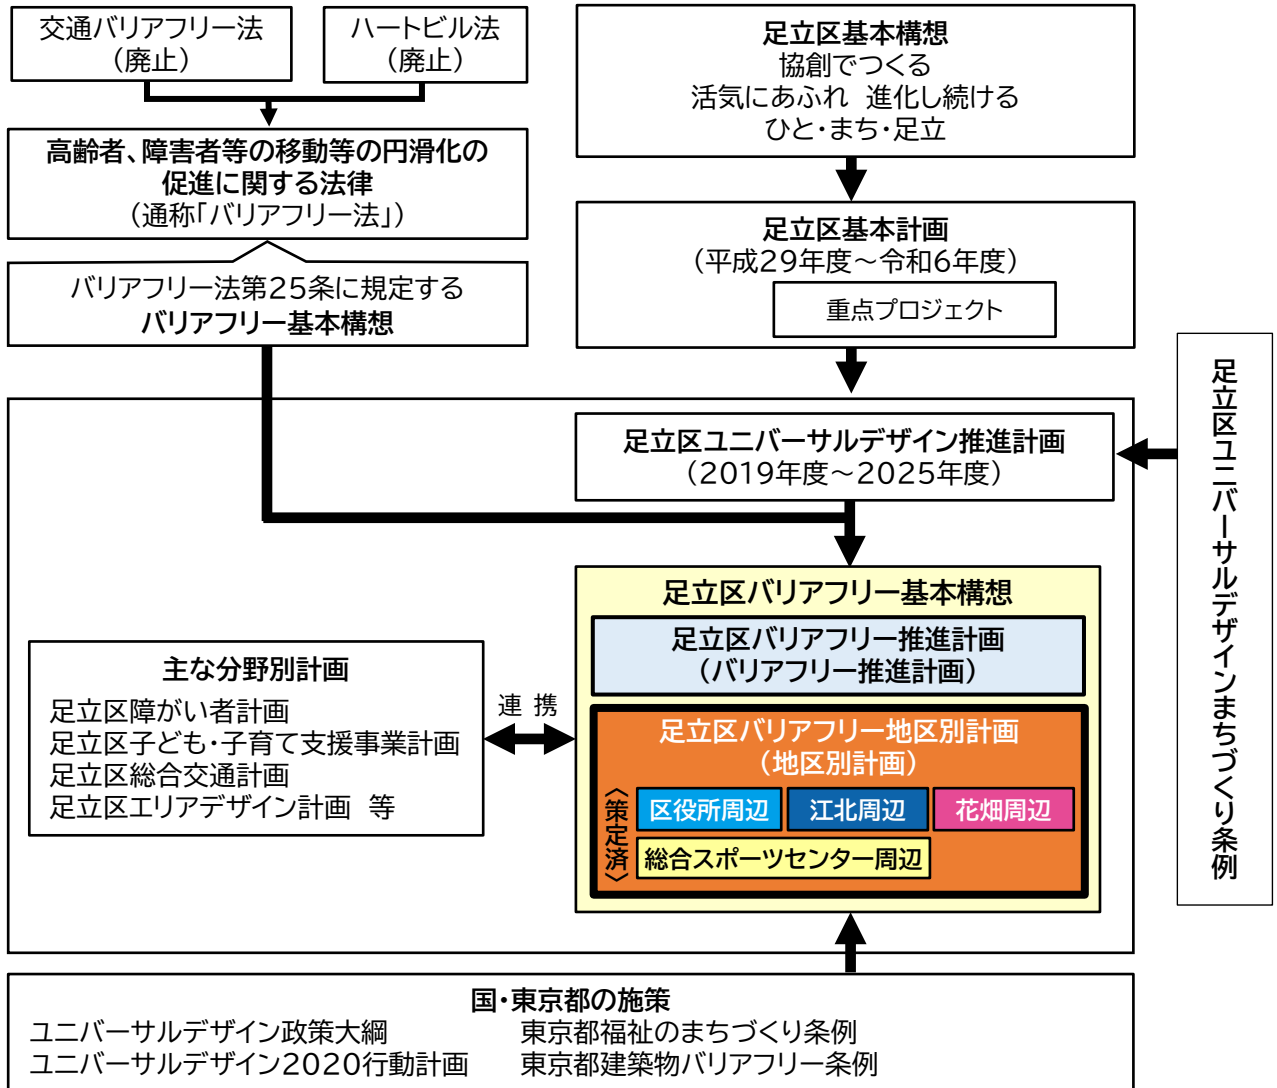 交通バリアフリー法
（廃止）
ハートビル法
（廃止）
高齢者、障害者等の移動等の円滑化の
促進に関する法律
（通称「バリアフリー法」）
バリアフリー法第25条に規定する
バリアフリー基本構想
足立区基本構想
協創でつくる
活気にあふれ 進化し続ける
ひと・まち・足立
足立区基本計画
（平成29年度～令和6年度）
重点プロジェクト
足立区ユニバーサルデザイン推進計画
（2019年度～2025年度）
足立区ユニバーサルデザインまちづくり条例
足立区バリアフリー基本構想
足立区バリアフリー推進計画
（バリアフリー推進計画）
足立区バリアフリー地区別計画
（地区別計画）
〈策定済〉
区役所周辺
江北周辺
花畑周辺
総合スポーツセンター周辺
連 携
主な分野別計画
足立区障がい者計画
足立区子ども・子育て支援事業計画
足立区総合交通計画
足立区エリアデザイン計画 等
国・東京都の施策
ユニバーサルデザイン政策大綱
東京都福祉のまちづくり条例
ユニバーサルデザイン2020行動計画
東京都建築物バリアフリー条例